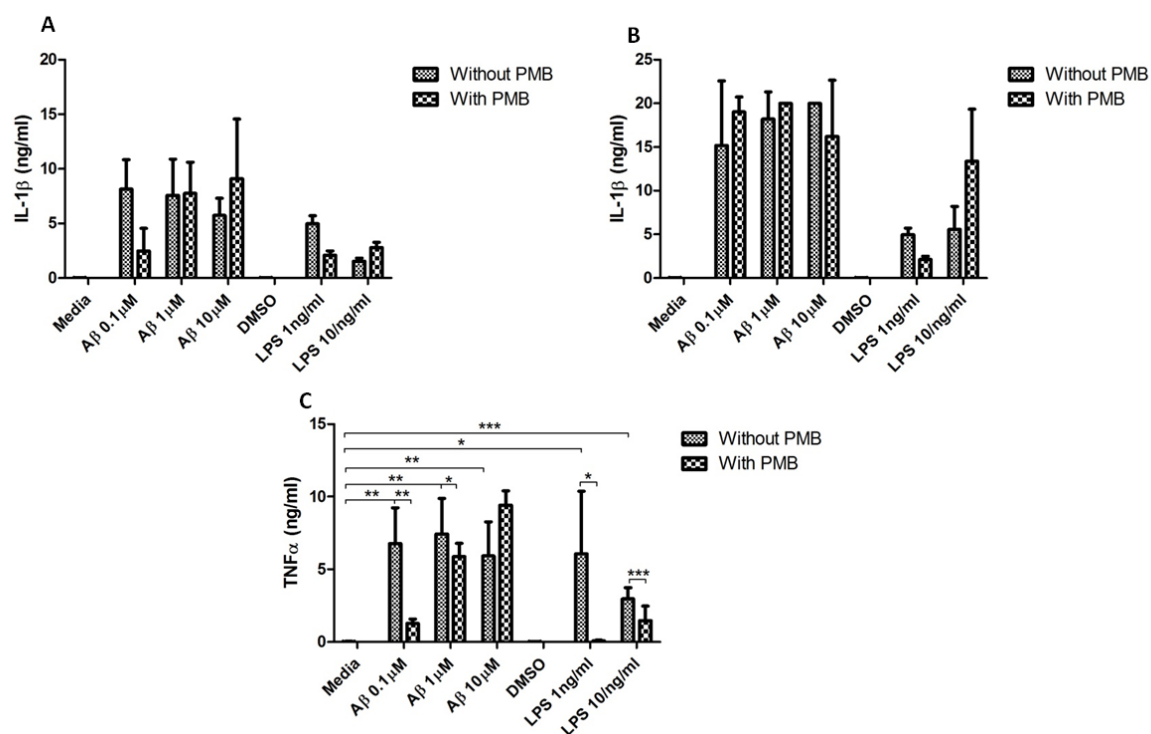 A
20
15
10
5
0
IL-1β (ng/ml)
Without PMB
With PMB
Media
Aβ 0.1μM
Aβ 1μM
Aβ 10μM
DMSO
LPS 1ng/ml
LPS 10/ng/ml
B
25
20
15
10
5
0
IL-1β (ng/ml)
Without PMB
With PMB
Media
Aβ 0.1μM
Aβ 1μM
Aβ 10μM
DMSO
LPS 1ng/ml
LPS 10/ng/ml
C
15
10
5
0
TNFα (ng/ml)
***
*
**
** *
** **
*
***
Without PMB
With PMB
Media
Aβ 0.1μM
Aβ 1μM
Aβ 10μM
DMSO
LPS 1ng/ml
LPS 10/ng/ml